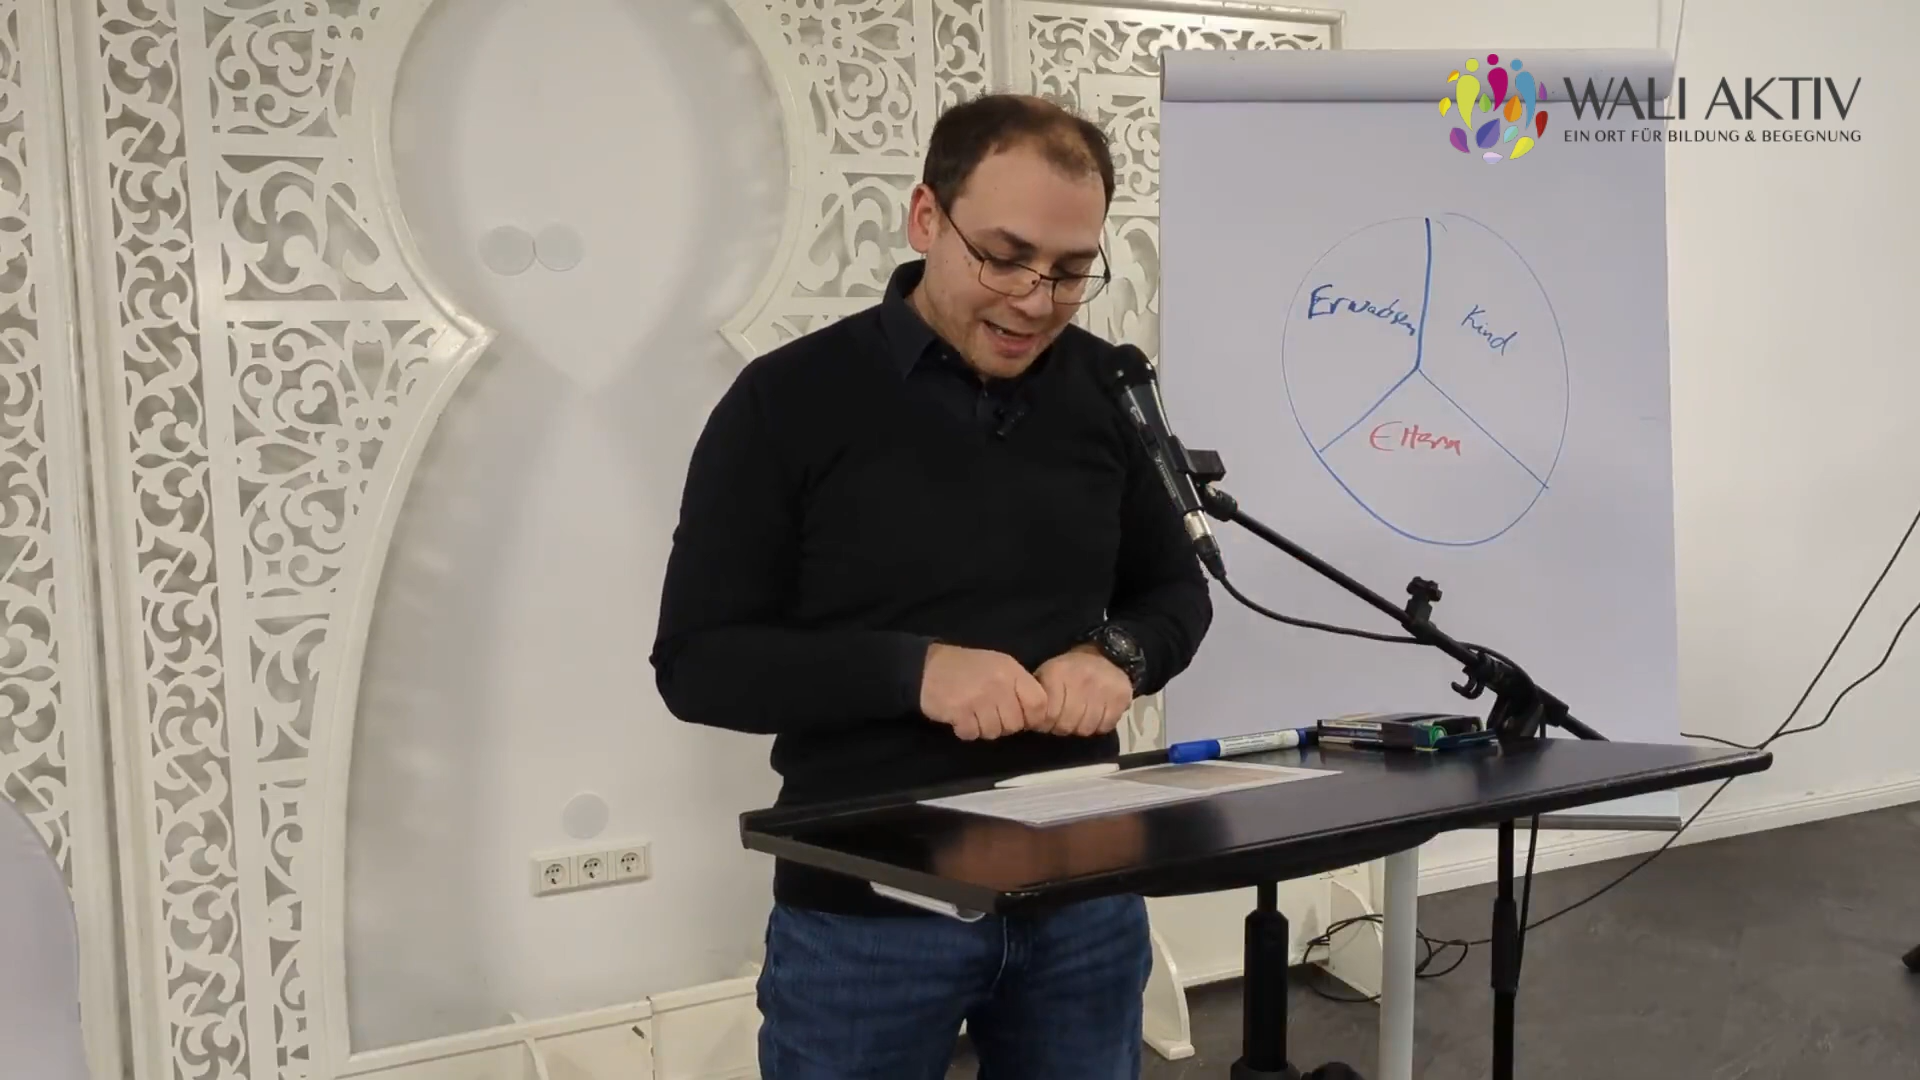 WALI AKTIV
EIN ORT FÜR BILDUNG & BEGEGNUNG
Erwachsen
Kind
Eltern